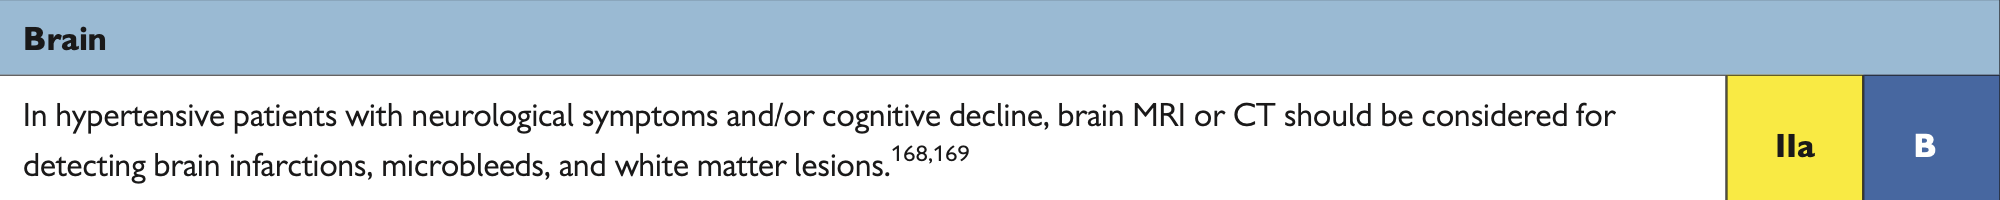 Brain
In hypertensive patients with neurological symptoms and/or cognitive decline, brain MRI or CT should be considered for
detecting brain infarctions, microbleeds, and white matter lesions.168,169
IIa
B